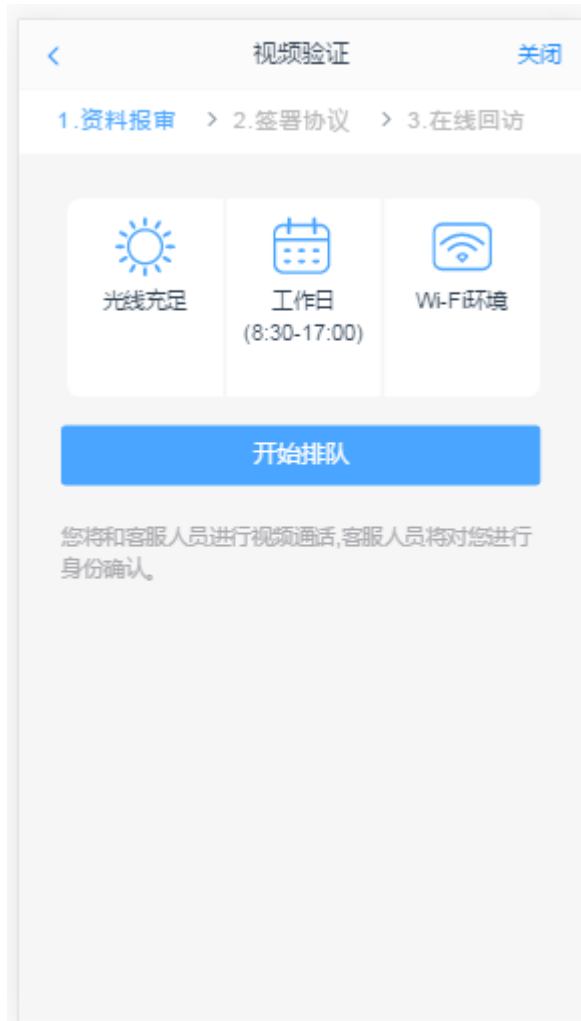 视频验证 关闭
1.资料报审 > 2.签署协议 > 3.在线回访
光线充足 工作日 Wi-Fi环境
(8:30-17:00)
开始排队
您将和客服人员进行视频通话,客服人员将对您进行
身份确认。